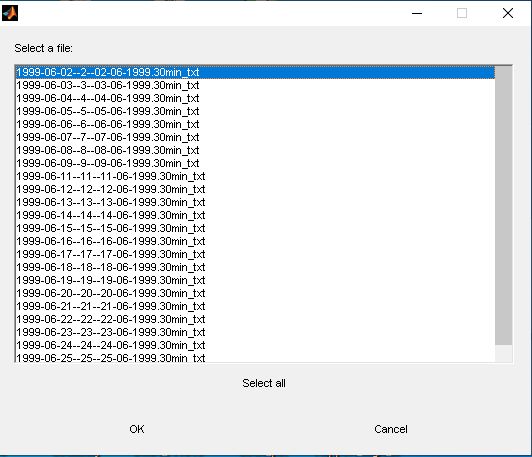 Select a file:
1999-06-02--2--02-06-1999.30min_txt
1999-06-03--3--03-06-1999.30min_txt
1999-06-04--4--04-06-1999.30min_txt
1999-06-05--5--05-06-1999.30min_txt
1999-06-06--6--06-06-1999.30min_txt
1999-06-07--7--07-06-1999.30min_txt
1999-06-08--8--08-06-1999.30min_txt
1999-06-09--9--09-06-1999.30min_txt
1999-06-11--11--11-06-1999.30min_txt
1999-06-12--12--12-06-1999.30min_txt
1999-06-13--13--13-06-1999.30min_txt
1999-06-14--14--14-06-1999.30min_txt
1999-06-15--15--15-06-1999.30min_txt
1999-06-16--16--16-06-1999.30min_txt
1999-06-17--17--17-06-1999.30min_txt
1999-06-18--18--18-06-1999.30min_txt
1999-06-19--19--19-06-1999.30min_txt
1999-06-20--20--20-06-1999.30min_txt
1999-06-21--21--21-06-1999.30min_txt
1999-06-22--22--22-06-1999.30min_txt
1999-06-23--23--23-06-1999.30min_txt
1999-06-24--24--24-06-1999.30min_txt
1999-06-25--25--25-06-1999.30min_txt
Select all
OK Cancel